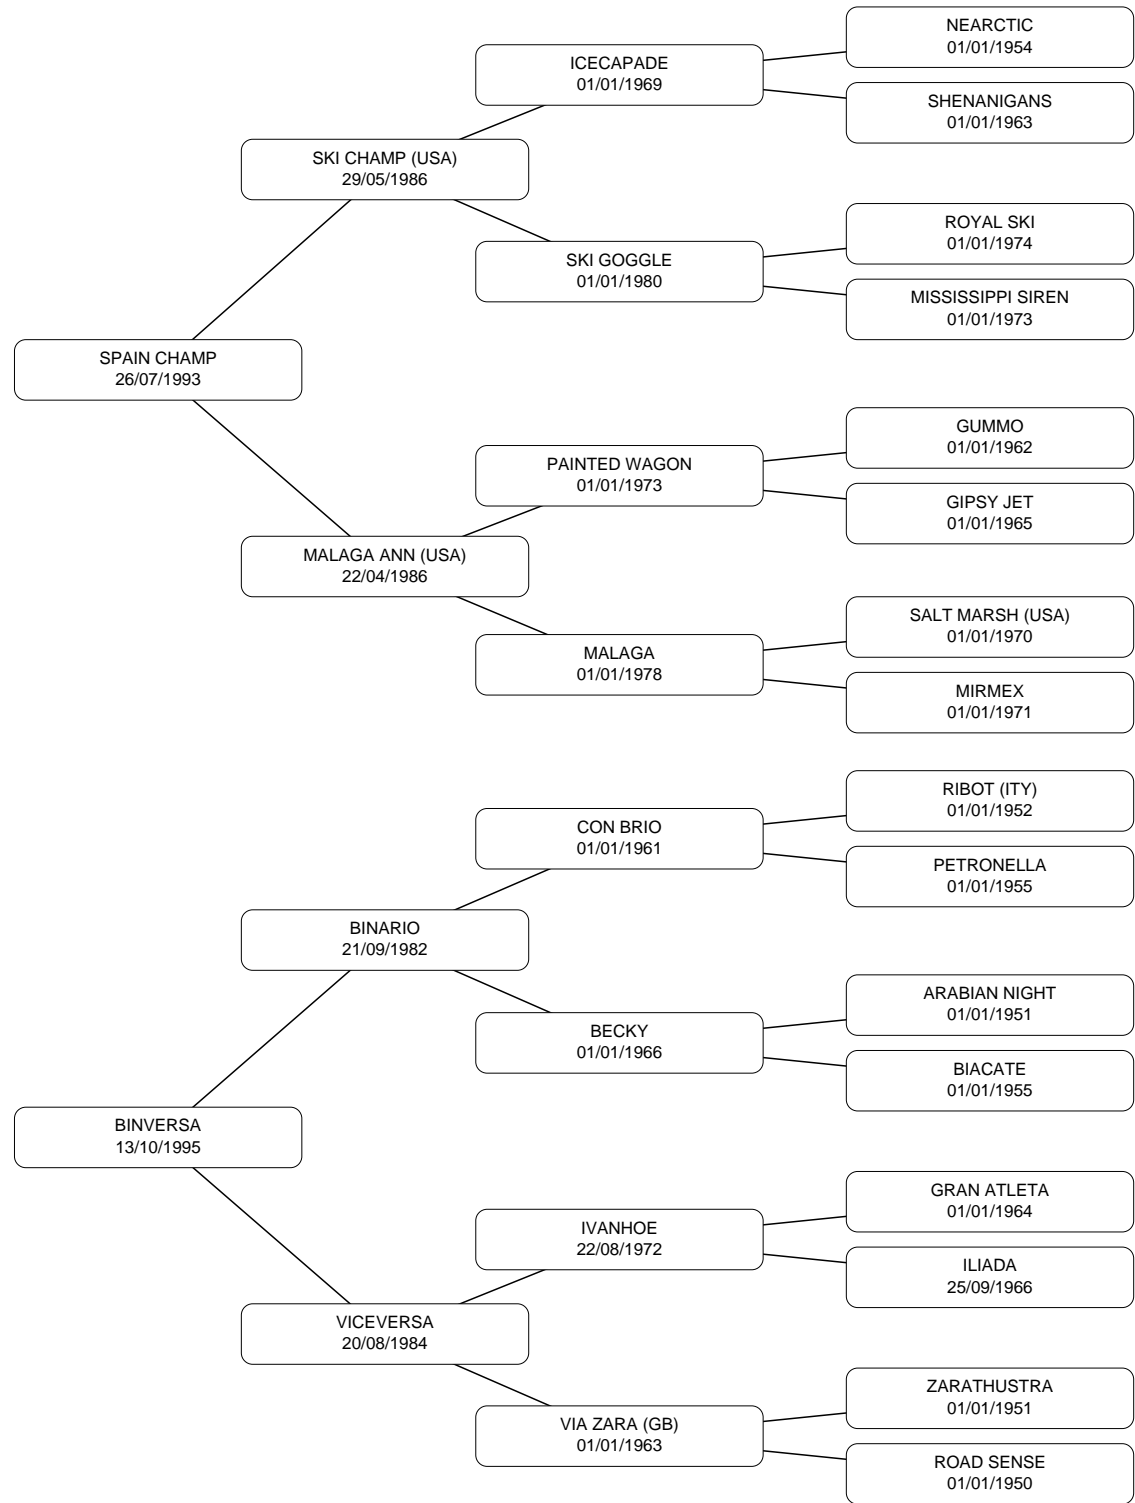 NEARCTIC
01/01/1954
ICECAPADE
01/01/1969
SHENANIGANS
01/01/1963
SKI CHAMP (USA)
29/05/1986
ROYAL SKI
01/01/1974
SKI GOGGLE
01/01/1980
MISSISSIPPI SIREN
01/01/1973
SPAIN CHAMP
26/07/1993
GUMMO
01/01/1962
PAINTED WAGON
01/01/1973
GIPSY JET
01/01/1965
MALAGA ANN (USA)
22/04/1986
SALT MARSH (USA)
01/01/1970
MALAGA
01/01/1978
MIRMEX
01/01/1971
RIBOT (ITY)
01/01/1952
CON BRIO
01/01/1961
PETRONELLA
01/01/1955
BINARIO
21/09/1982
ARABIAN NIGHT
01/01/1951
BECKY
01/01/1966
BIACATE
01/01/1955
BINVERSA
13/10/1995
GRAN ATLETA
01/01/1964
IVANHOE
22/08/1972
ILIADA
25/09/1966
VICEVERSA
20/08/1984
ZARATHUSTRA
01/01/1951
VIA ZARA (GB)
01/01/1963
ROAD SENSE
01/01/1950